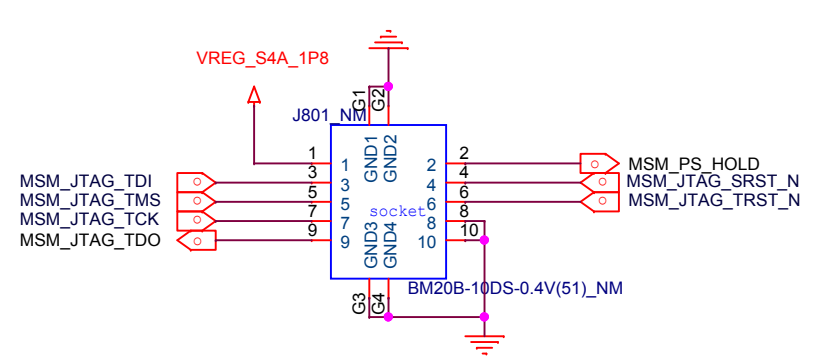 VREG_S4A_1P8
G1
G2
J801_NM
GND1
GND2
1
1
2
2
MSM_PS_HOLD
MSM_JTAG_TDI
3
3
4
4
MSM_JTAG_SRST_N
MSM_JTAG_TMS
5
5
6
6
MSM_JTAG_TRST_N
MSM_JTAG_TCK
7
7
socket
8
8
MSM_JTAG_TDO
9
9
10
10
GND3
GND4
BM20B-10DS-0.4V(51)_NM
G3
G4